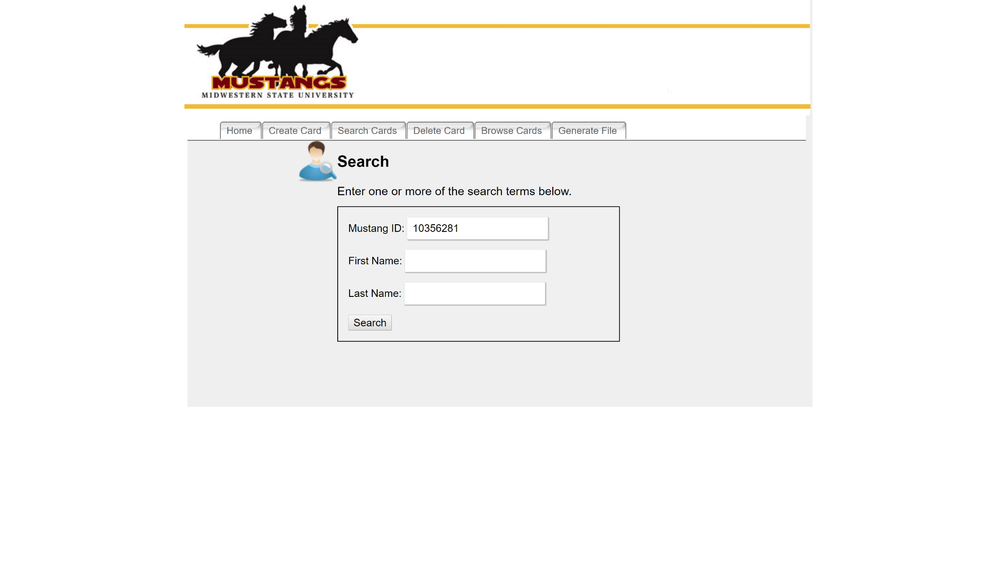 MUSTANGS
MIDWESTERN STATE UNIVERSITY
Home Create Card Search Cards Delete Card Browse Cards Generate File
Search
Enter one or more of the search terms below.
Mustang ID: 10356281
First Name:
Last Name:
Search